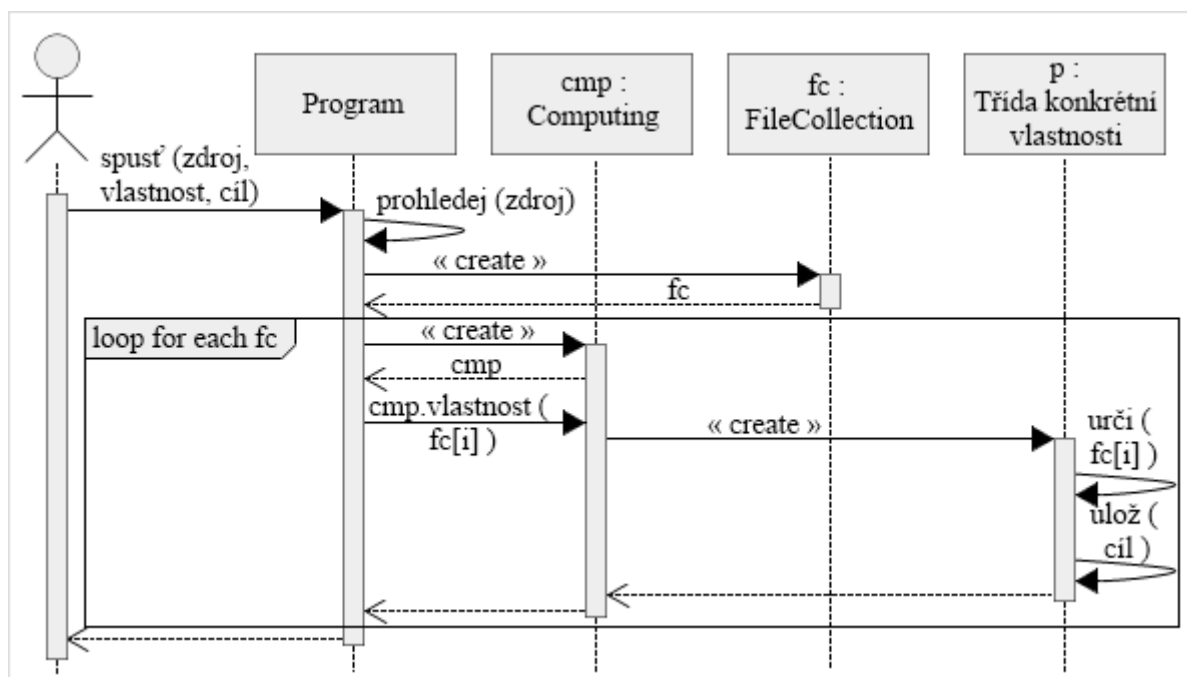 Program
cmp :
Computing
fc :
FileCollection
p :
Třída konkrétní
vlastnosti
spusť (zdroj,
vlastnost, cíl)
prohledej (zdroj)
« create »
fc
loop for each fc
« create »
cmp
cmp.vlastnost (
fc[i] )
« create »
urči (
fc[i] )
ulož (
cíl )